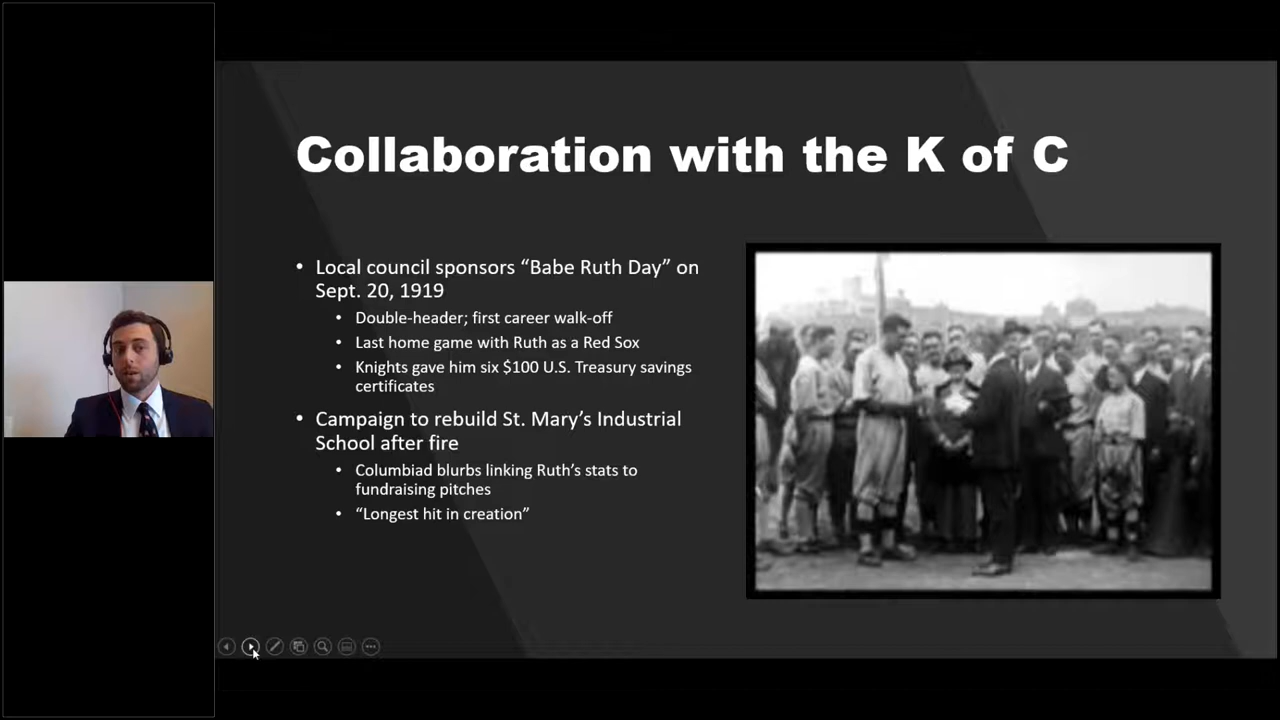 Collaboration with the K of C
• Local council sponsors “Babe Ruth Day” on
Sept. 20, 1919
• Double-header; first career walk-off
• Last home game with Ruth as a Red Sox
• Knights gave him six $100 U.S. Treasury savings
certificates
• Campaign to rebuild St. Mary’s Industrial
School after fire
• Columbiad blurbs linking Ruth’s stats to
fundraising pitches
• “Longest hit in creation”